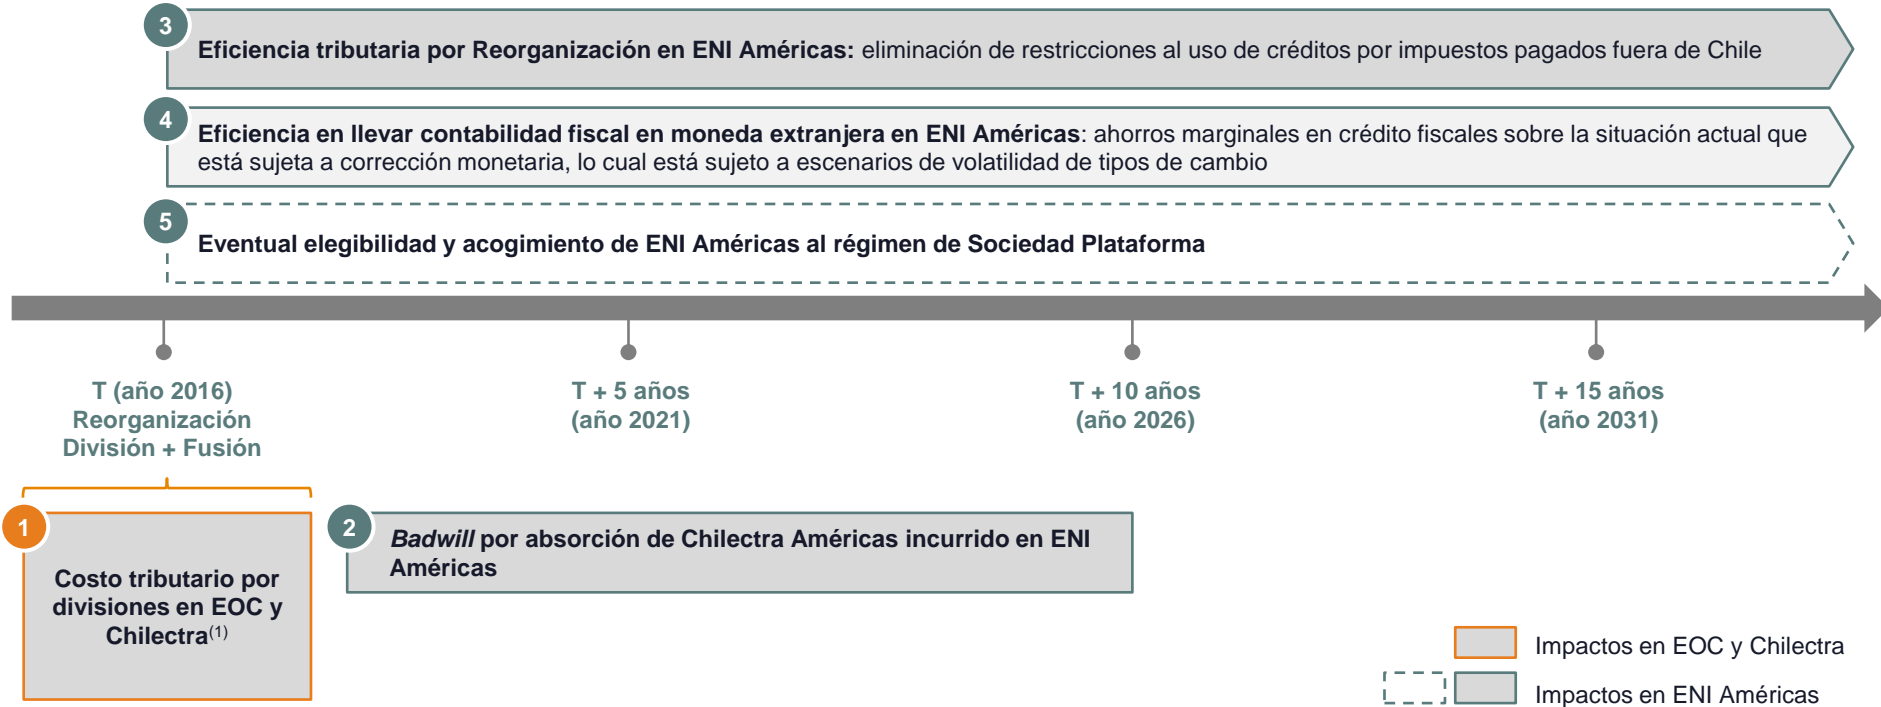 3
Eficiencia tributaria por Reorganización en ENI Américas: eliminación de restricciones al uso de créditos por impuestos pagados fuera de Chile
4
Eficiencia en llevar contabilidad fiscal en moneda extranjera en ENI Américas: ahorros marginales en crédito fiscales sobre la situación actual que
está sujeta a corrección monetaria, lo cual está sujeto a escenarios de volatilidad de tipos de cambio
5
Eventual elegibilidad y acogimiento de ENI Américas al régimen de Sociedad Plataforma
T (año 2016)
Reorganización
División + Fusión
T + 5 años
(año 2021)
T + 10 años
(año 2026)
T + 15 años
(año 2031)
1
Costo tributario por
divisiones en EOC y
Chilectra(1)
2
Badwill por absorción de Chilectra Américas incurrido en ENI
Américas
Impactos en EOC y Chilectra
Impactos en ENI Américas